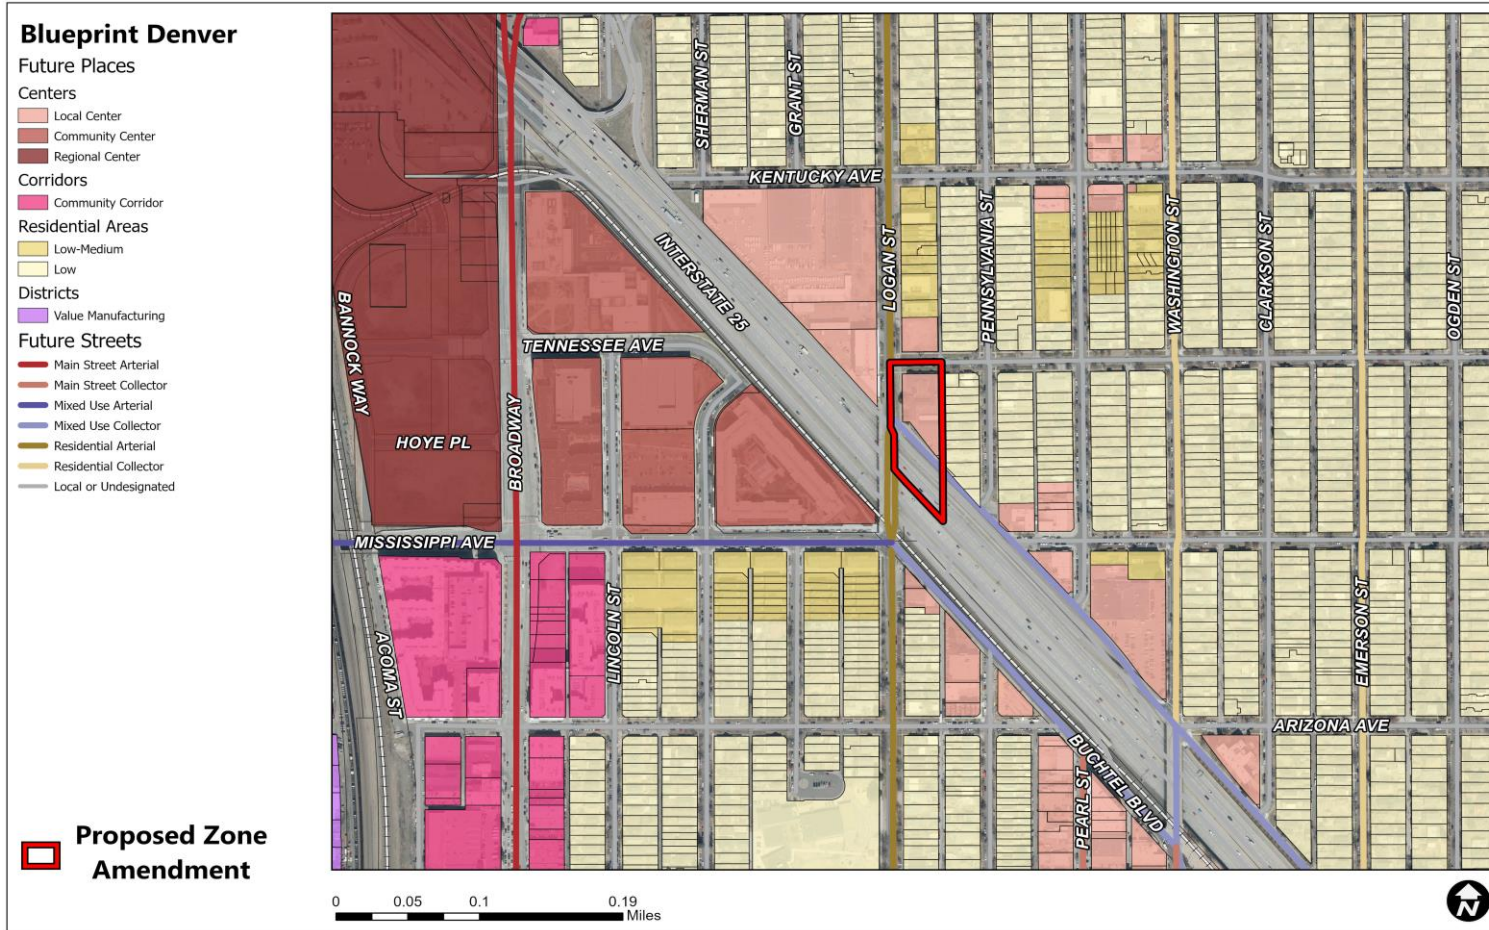 Blueprint Denver
Future Places
Centers
Local Center
Community Center
Regional Center
Corridors
Community Corridor
Residential Areas
Low-Medium
Low
Districts
Value Manufacturing
Future Streets
Main Street Arterial
Main Street Collector
Mixed Use Arterial
Mixed Use Collector
Residential Arterial
Residential Collector
Local or Undesignated
Proposed Zone
Amendment
SHERMAN ST
GRANT ST
KENTUCKY AVE
LOGAN ST
PENNSYLVANIA ST
WASHINGTON ST
CLARKSON ST
OGDEN ST
INTERSTATE 25
BANNOCK WAY
TENNESSEE AVE
BROADWAY
HOYE PL
MISSISSIPPI AVE
LINCOLN ST
ACOMA ST
EMERSON ST
ARIZONA AVE
BUCHTEL BLVD
PEARL ST
0
0.05
0.1
0.19
Miles
N